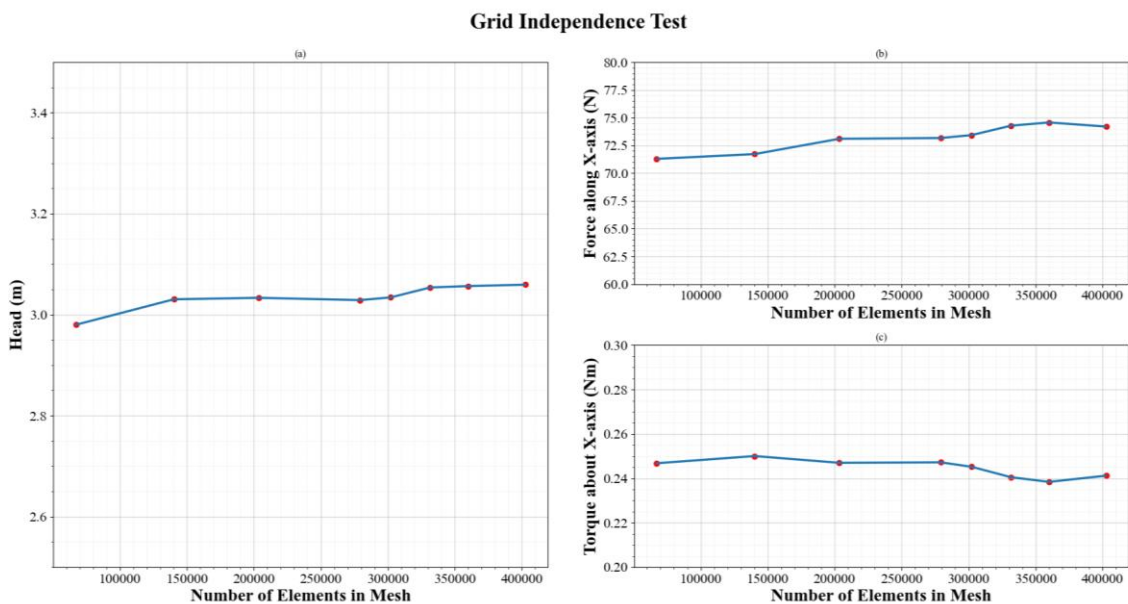 Grid Independence Test
(a)
3.4
3.2
3.0
2.8
2.6
Head (m)
100000 150000 200000 250000 300000 350000 400000
Number of Elements in Mesh
(b)
80.0
77.5
75.0
72.5
70.0
67.5
65.0
62.5
60.0
Force along X-axis (N)
100000 150000 200000 250000 300000 350000 400000
Number of Elements in Mesh
(c)
0.30
0.28
0.26
0.24
0.22
0.20
Torque about X-axis (Nm)
100000 150000 200000 250000 300000 350000 400000
Number of Elements in Mesh